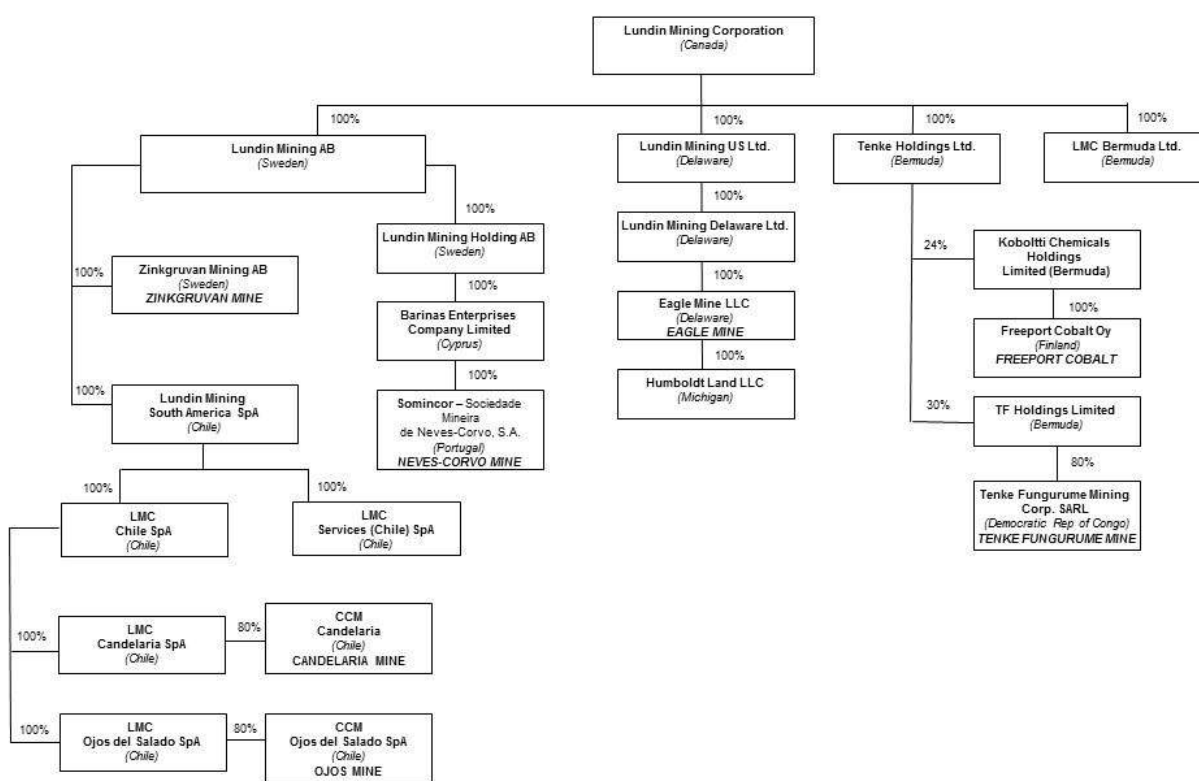 Lundin Mining Corporation
(Canada)
100%
100%
100%
100%
Lundin Mining AB
(Sweden)
Lundin Mining US Ltd.
(Delaware)
Tenke Holdings Ltd.
(Bermuda)
LMC Bermuda Ltd.
(Bermuda)
100%
100%
Lundin Mining Holding AB
(Sweden)
Lundin Mining Delaware Ltd.
(Delaware)
24%
Koboltti Chemicals
Holdings
Limited (Bermuda)
100%
Zinkgruvan Mining AB
(Sweden)
ZINKGRUVAN MINE
100%
100%
Barinas Enterprises
Company Limited
(Cyprus)
Eagle Mine LLC
(Delaware)
EAGLE MINE
100%
Freeport Cobalt Oy
(Finland)
FREEPORT COBALT
100%
100%
100%
Lundin Mining
South America SpA
(Chile)
Somincor – Sociedade
Mineira
de Neves-Corvo, S.A.
(Portugal)
NEVES-CORVO MINE
Humboldt Land LLC
(Michigan)
30%
TF Holdings Limited
(Bermuda)
80%
100%
100%
LMC
Chile SpA
(Chile)
LMC
Services (Chile) SpA
(Chile)
Tenke Fungurume Mining
Corp. SARL
(Democratic Rep of Congo)
TENKE FUNGURUME MINE
100%
LMC
Candelaria SpA
(Chile)
80%
CCM
Candelaria
(Chile)
CANDELARIA MINE
100%
LMC
Ojos del Salado SpA
(Chile)
80%
CCM
Ojos del Salado SpA
(Chile)
OJOS MINE